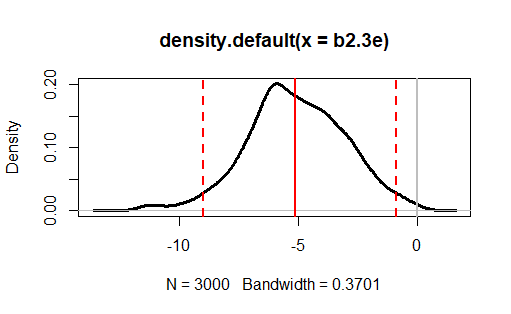 density.default(x = b2.3e)
Density
0.20
0.10
0.00
-10 -5 0
N = 3000 Bandwidth = 0.3701